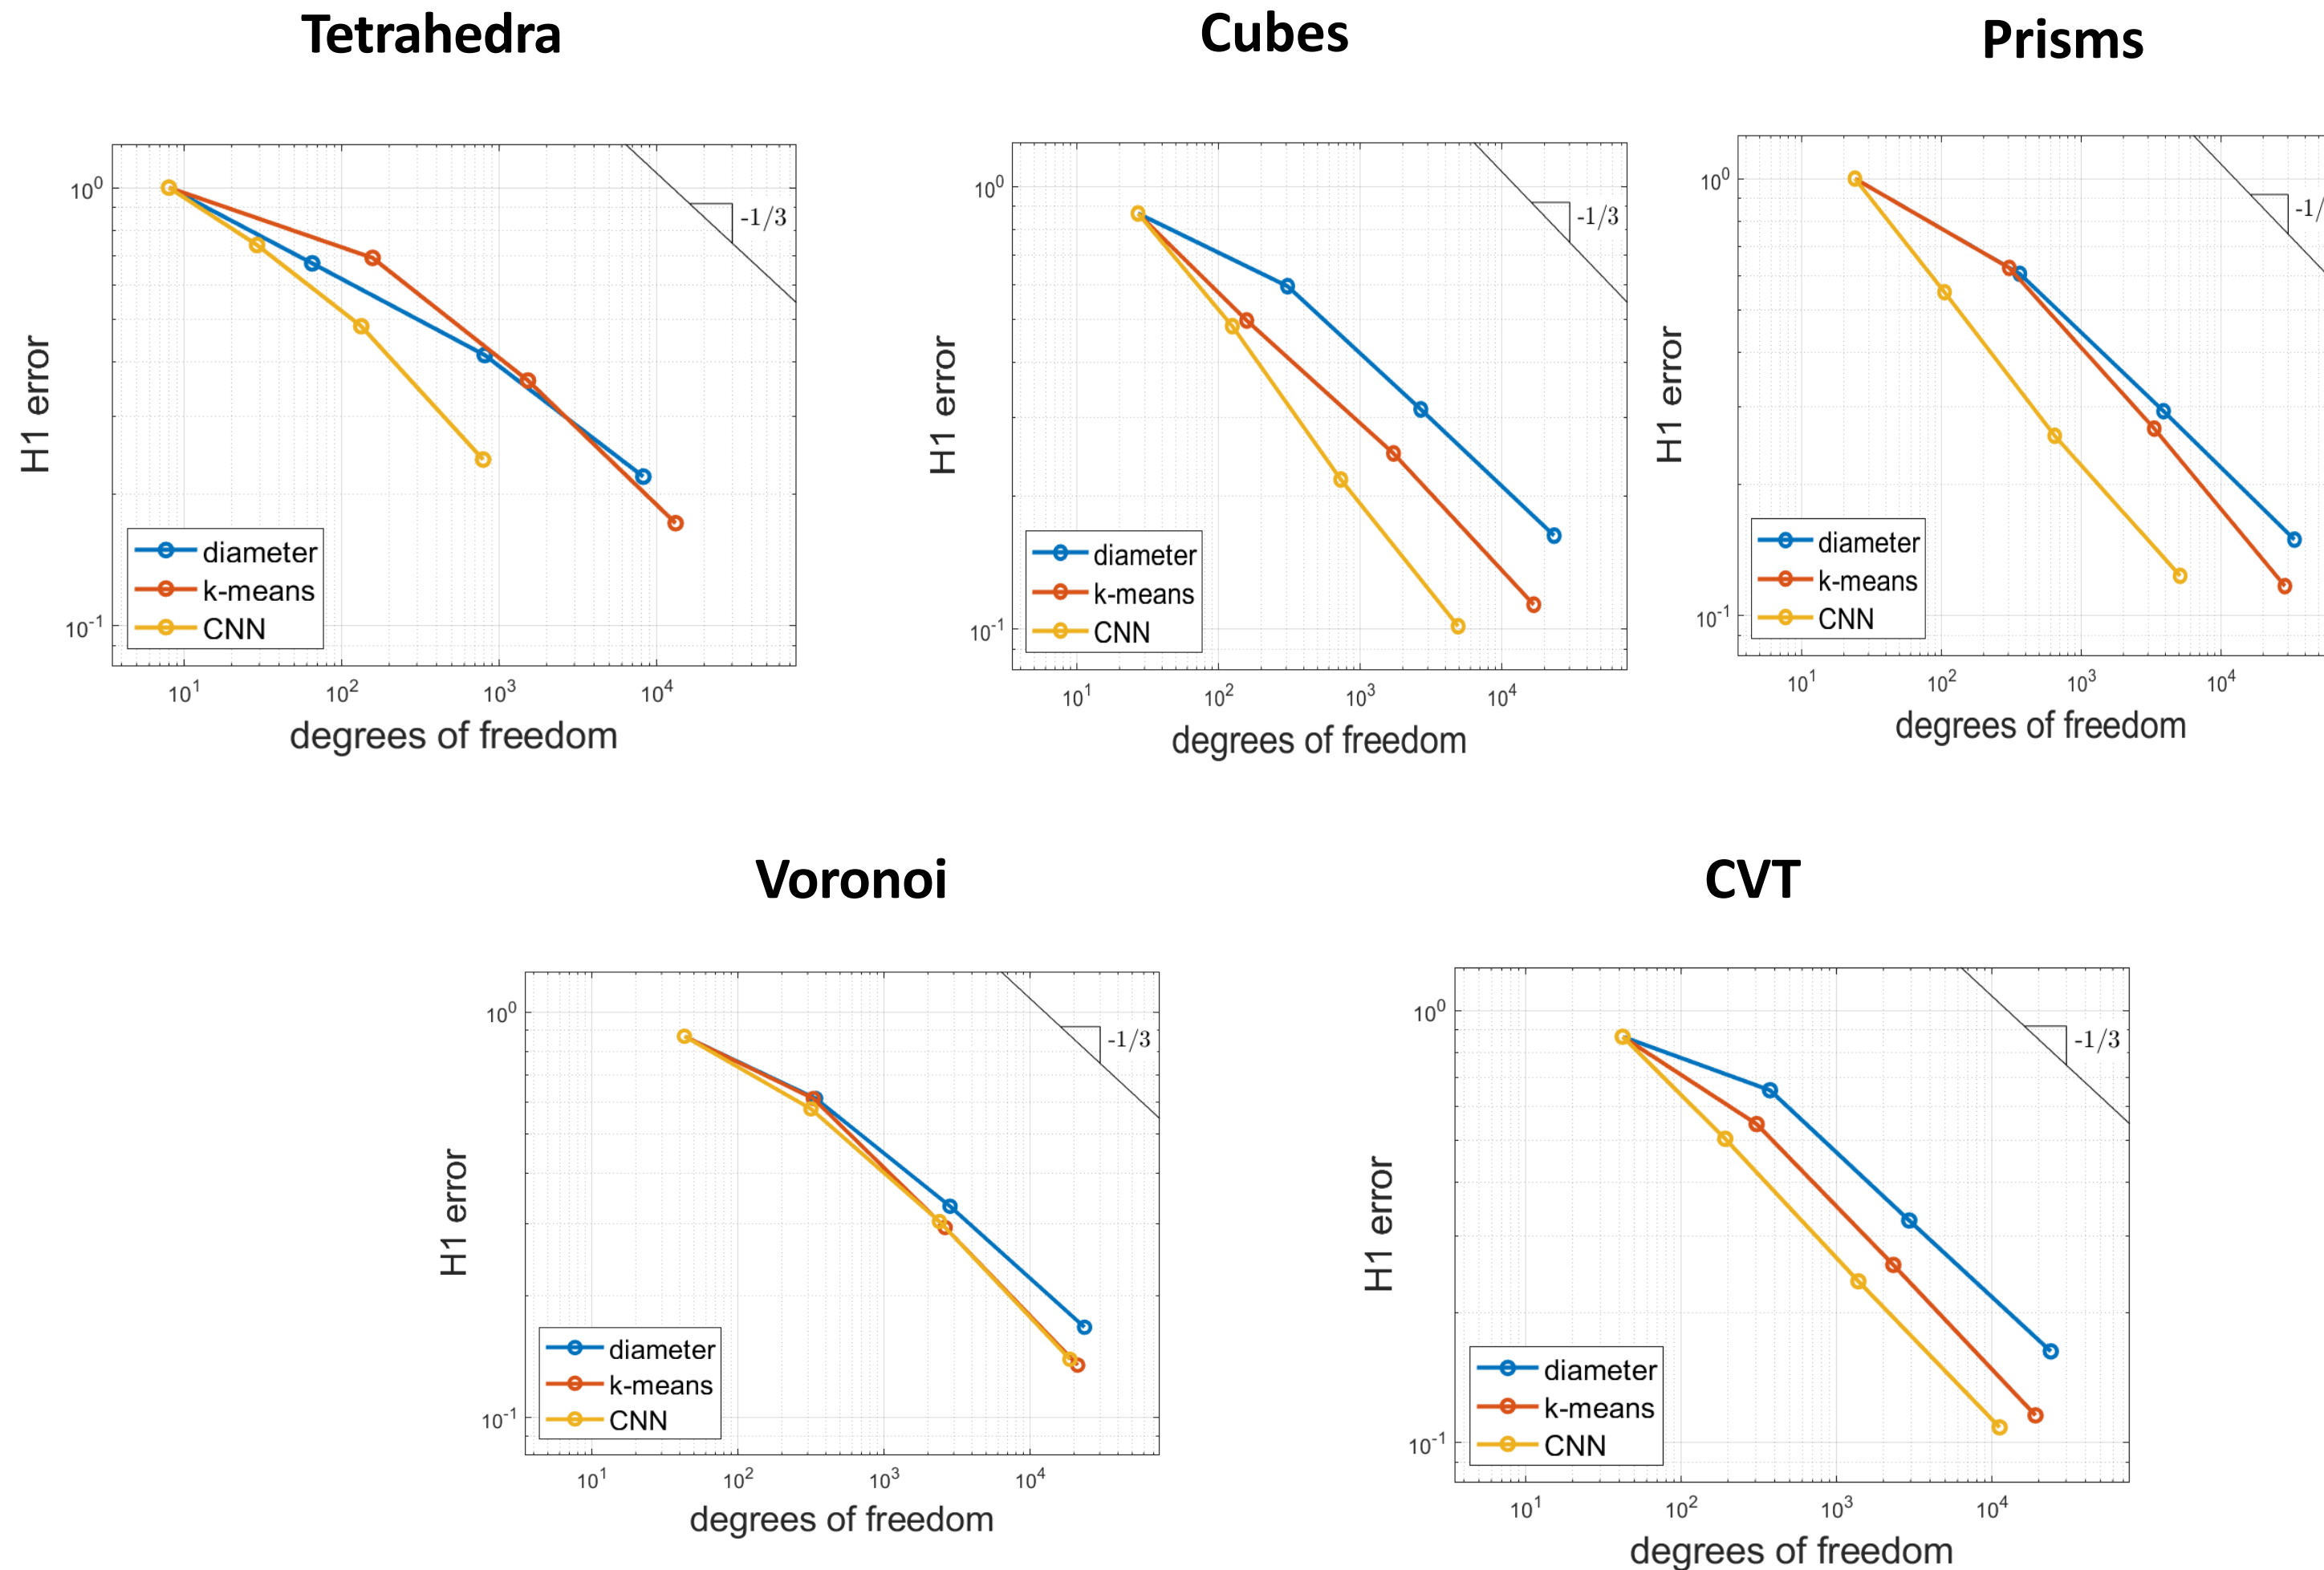 Tetrahedra
10^0
-1/3
H1 error
diameter
k-means
CNN
10^-1
10^1 10^2 10^3 10^4
degrees of freedom
Cubes
10^0
-1/3
H1 error
diameter
k-means
CNN
10^-1
10^1 10^2 10^3 10^4
degrees of freedom
Prisms
10^0
-1/
H1 error
diameter
k-means
CNN
10^-1
10^1 10^2 10^3 10^4
degrees of freedom
Voronoi
10^0
-1/3
H1 error
diameter
k-means
CNN
10^-1
10^1 10^2 10^3 10^4
degrees of freedom
CVT
10^0
-1/3
H1 error
diameter
k-means
CNN
10^-1
10^1 10^2 10^3 10^4
degrees of freedom